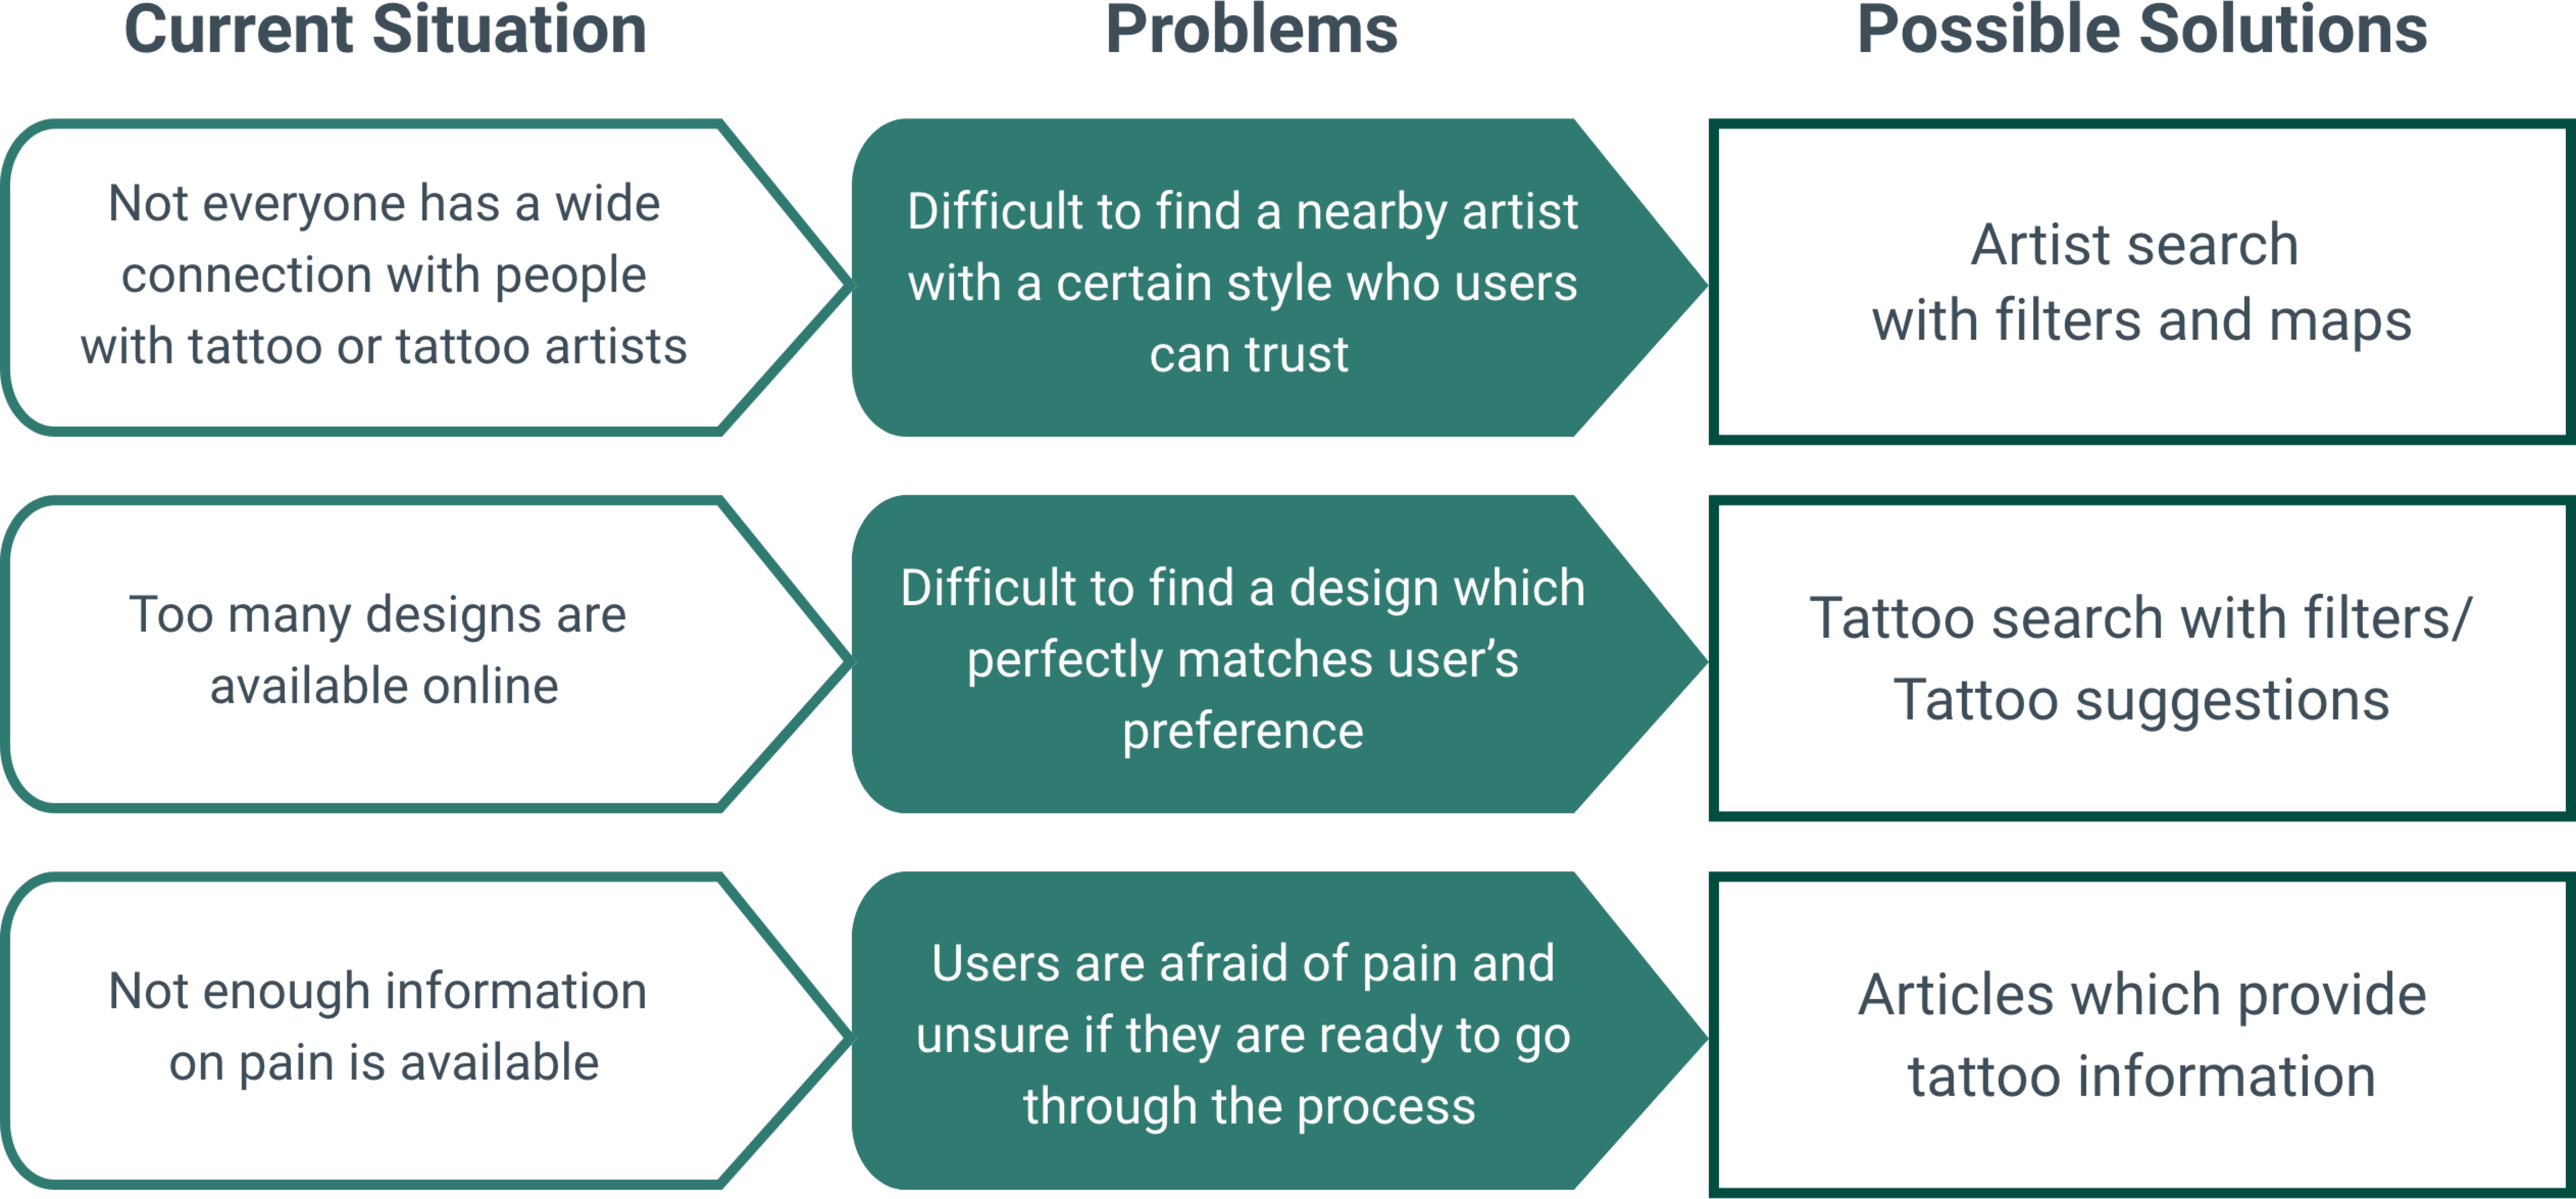 Current Situation
Problems
Possible Solutions
Not everyone has a wide
connection with people
with tattoo or tattoo artists
Difficult to find a nearby artist
with a certain style who users
can trust
Artist search
with filters and maps
Too many designs are
available online
Difficult to find a design which
perfectly matches user’s
preference
Tattoo search with filters/
Tattoo suggestions
Not enough information
on pain is available
Users are afraid of pain and
unsure if they are ready to go
through the process
Articles which provide
tattoo information